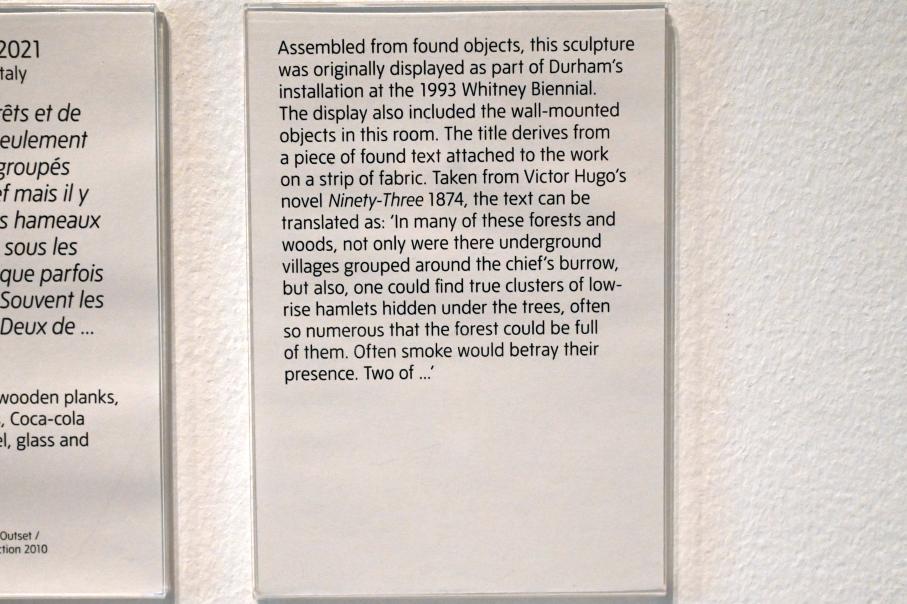 2021
Italy
rêts et de
seulement
groupés
ef mais il y
s hameaux
sous les
que parfois
Souvent les
Deux de ...
wooden planks,
, Coca-cola
el, glass and
Outset /
ction 2010
Assembled from found objects, this sculpture
was originally displayed as part of Durham’s
installation at the 1993 Whitney Biennial.
The display also included the wall-mounted
objects in this room. The title derives from
a piece of found text attached to the work
on a strip of fabric. Taken from Victor Hugo’s
novel Ninety-Three 1874, the text can be
translated as: ‘In many of these forests and
woods, not only were there underground
villages grouped around the chief’s burrow,
but also, one could find true clusters of low-
rise hamlets hidden under the trees, often
so numerous that the forest could be full
of them. Often smoke would betray their
presence. Two of ...’